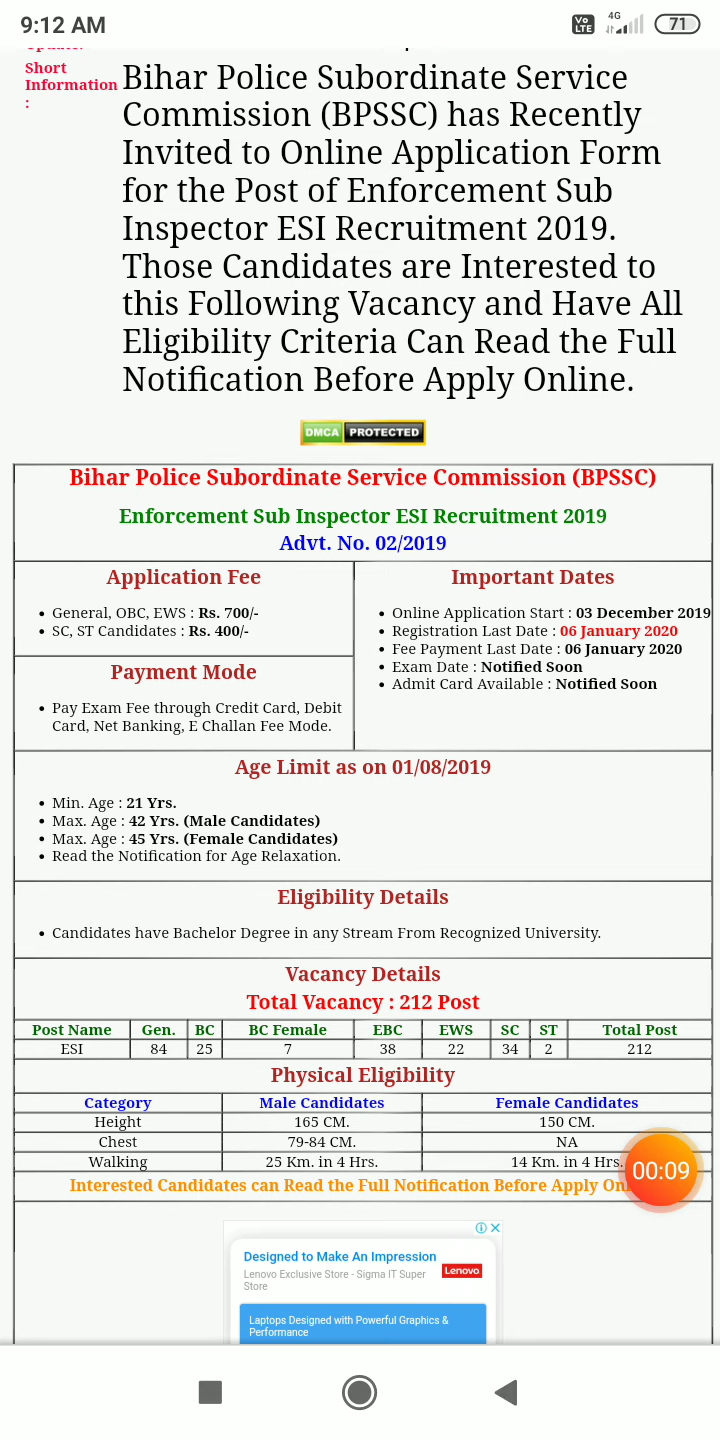 9:12 AM
Vo
LTE
4G
71
Update:
Short
Information
:
Bihar Police Subordinate Service
Commission (BPSSC) has Recently
Invited to Online Application Form
for the Post of Enforcement Sub
Inspector ESI Recruitment 2019.
Those Candidates are Interested to
this Following Vacancy and Have All
Eligibility Criteria Can Read the Full
Notification Before Apply Online.
DMCA PROTECTED
Bihar Police Subordinate Service Commission (BPSSC)
Enforcement Sub Inspector ESI Recruitment 2019
Advt. No. 02/2019
Application Fee
• General, OBC, EWS : Rs. 700/-
• SC, ST Candidates : Rs. 400/-
Payment Mode
• Pay Exam Fee through Credit Card, Debit
Card, Net Banking, E Challan Fee Mode.
Important Dates
• Online Application Start : 03 December 2019
• Registration Last Date : 06 January 2020
• Fee Payment Last Date : 06 January 2020
• Exam Date : Notified Soon
• Admit Card Available : Notified Soon
Age Limit as on 01/08/2019
• Min. Age : 21 Yrs.
• Max. Age : 42 Yrs. (Male Candidates)
• Max. Age : 45 Yrs. (Female Candidates)
• Read the Notification for Age Relaxation.
Eligibility Details
• Candidates have Bachelor Degree in any Stream From Recognized University.
Vacancy Details
Total Vacancy : 212 Post
Post Name Gen. BC BC Female EBC EWS SC ST Total Post
ESI 84 25 7 38 22 34 2 212
Physical Eligibility
Category Male Candidates Female Candidates
Height 165 CM. 150 CM.
Chest 79-84 CM. NA
Walking 25 Km. in 4 Hrs. 14 Km. in 4 Hrs.
00:09
Interested Candidates can Read the Full Notification Before Apply
Designed to Make An Impression
Lenovo Exclusive Store - Sigma IT Super
Store
Lenovo
Laptops Designed with Powerful Graphics &
Performance